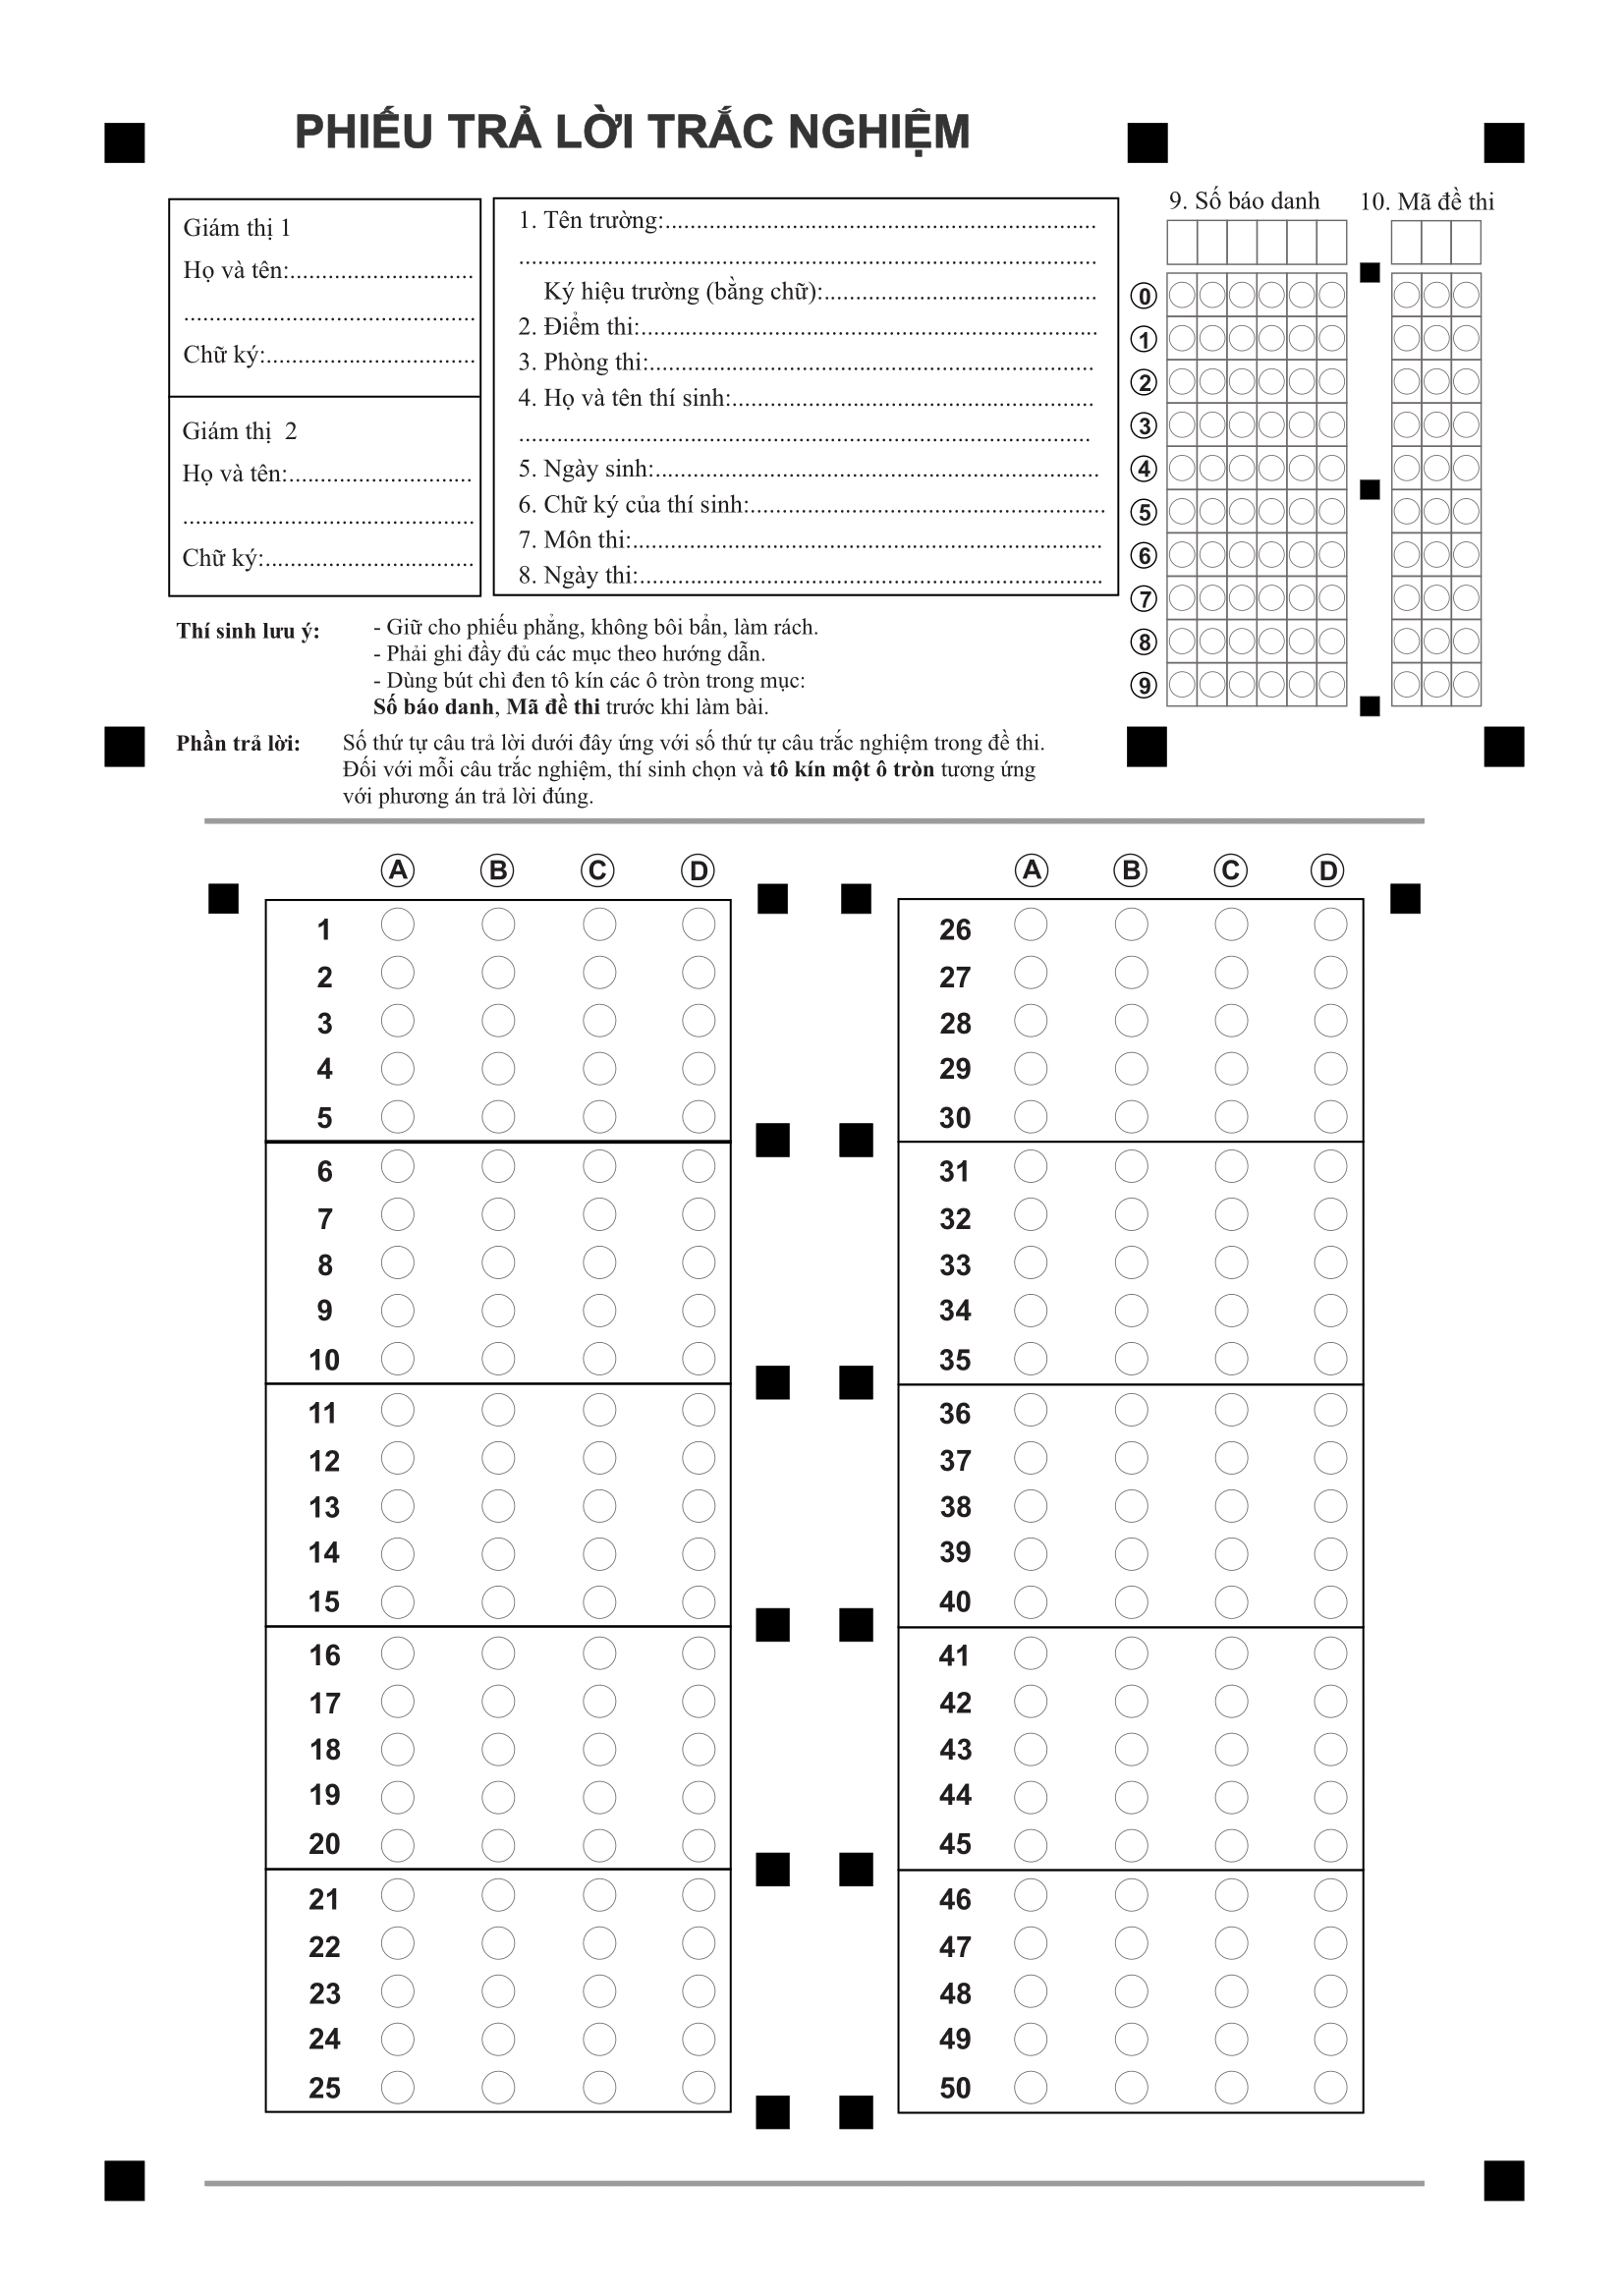 PHIẾU TRẢ LỜI TRẮC NGHIỆM
Giám thị 1
Họ và tên:.............................
..............................................
Chữ ký:.................................
Giám thị  2
Họ và tên:.............................
..............................................
Chữ ký:.................................
1. Tên trường:....................................................................
...........................................................................................
Ký hiệu trường (bằng chữ):...........................................
2. Điểm thi:........................................................................
3. Phòng thi:......................................................................
4. Họ và tên thí sinh:.........................................................
..........................................................................................
5. Ngày sinh:......................................................................
6. Chữ ký của thí sinh:........................................................
7. Môn thi:..........................................................................
8. Ngày thi:.........................................................................
9. Số báo danh
10. Mã đề thi
0
1
2
3
4
5
6
7
8
9
Thí sinh lưu ý:
- Giữ cho phiếu phẳng, không bôi bẩn, làm rách.
- Phải ghi đầy đủ các mục theo hướng dẫn.
- Dùng bút chì đen tô kín các ô tròn trong mục:
Số báo danh, Mã đề thi trước khi làm bài.
Phần trả lời:
Số thứ tự câu trả lời dưới đây ứng với số thứ tự câu trắc nghiệm trong đề thi.
Đối với mỗi câu trắc nghiệm, thí sinh chọn và tô kín một ô tròn tương ứng
với phương án trả lời đúng.
A B C D
1
2
3
4
5
6
7
8
9
10
11
12
13
14
15
16
17
18
19
20
21
22
23
24
25
A B C D
26
27
28
29
30
31
32
33
34
35
36
37
38
39
40
41
42
43
44
45
46
47
48
49
50